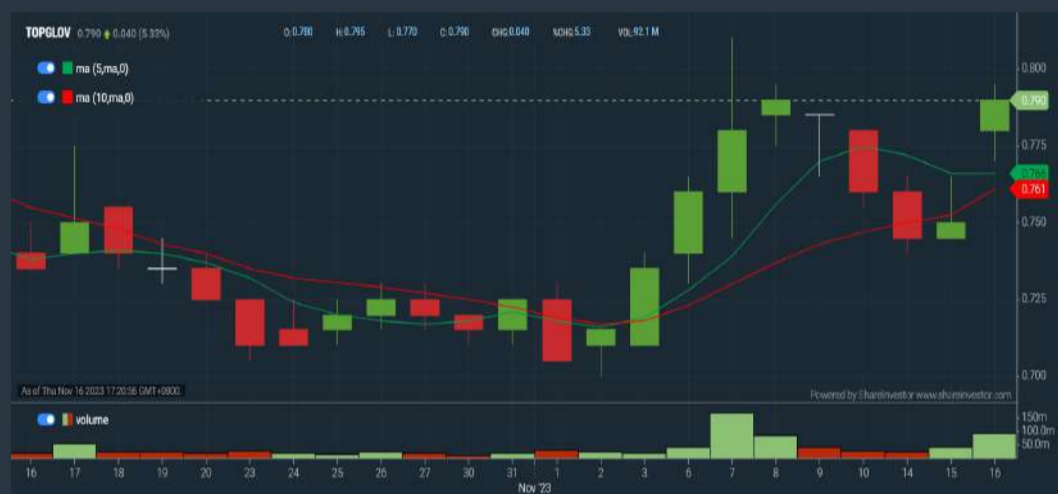 TOPGLOV 0.790 0.040 (5.33%) O:0.780 H:0.795 L:0.770 C:0.790 CHG:0.040 %CHG:5.33 VOL:92.1 M
ma (5,ma,0)
ma (10,ma,0)
0.800
0.790
0.775
0.766
0.761
0.750
0.725
0.700
As of Thu Nov 16 2023 17:20:56 GMT+0800
Powered by ShareInvestor www.shareinvestor.com
volume
150m
100.0m
50.0m
16 17 18 19 20 23 24 25 26 27 30 31 1 2 3 6 7 8 9 10 14 15 16
Nov '23